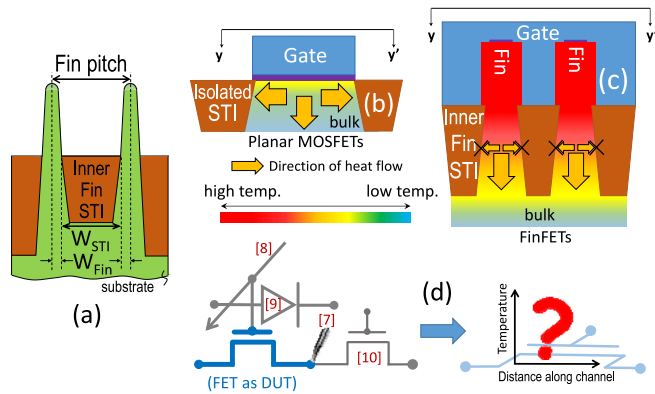 Fin pitch
Inner
Fin
STI
W_STI
W_Fin
substrate
(a)
y
y'
Gate
Isolated
STI
(b)
bulk
Planar MOSFETs
Direction of heat flow
high temp.
low temp.
y
y
Gate
Fin
Fin
(c)
Inner
Fin
STI
bulk
FinFETs
[8]
[9]
[7]
[10]
(FET as DUT)
(d)
Temperature
?
Distance along channel